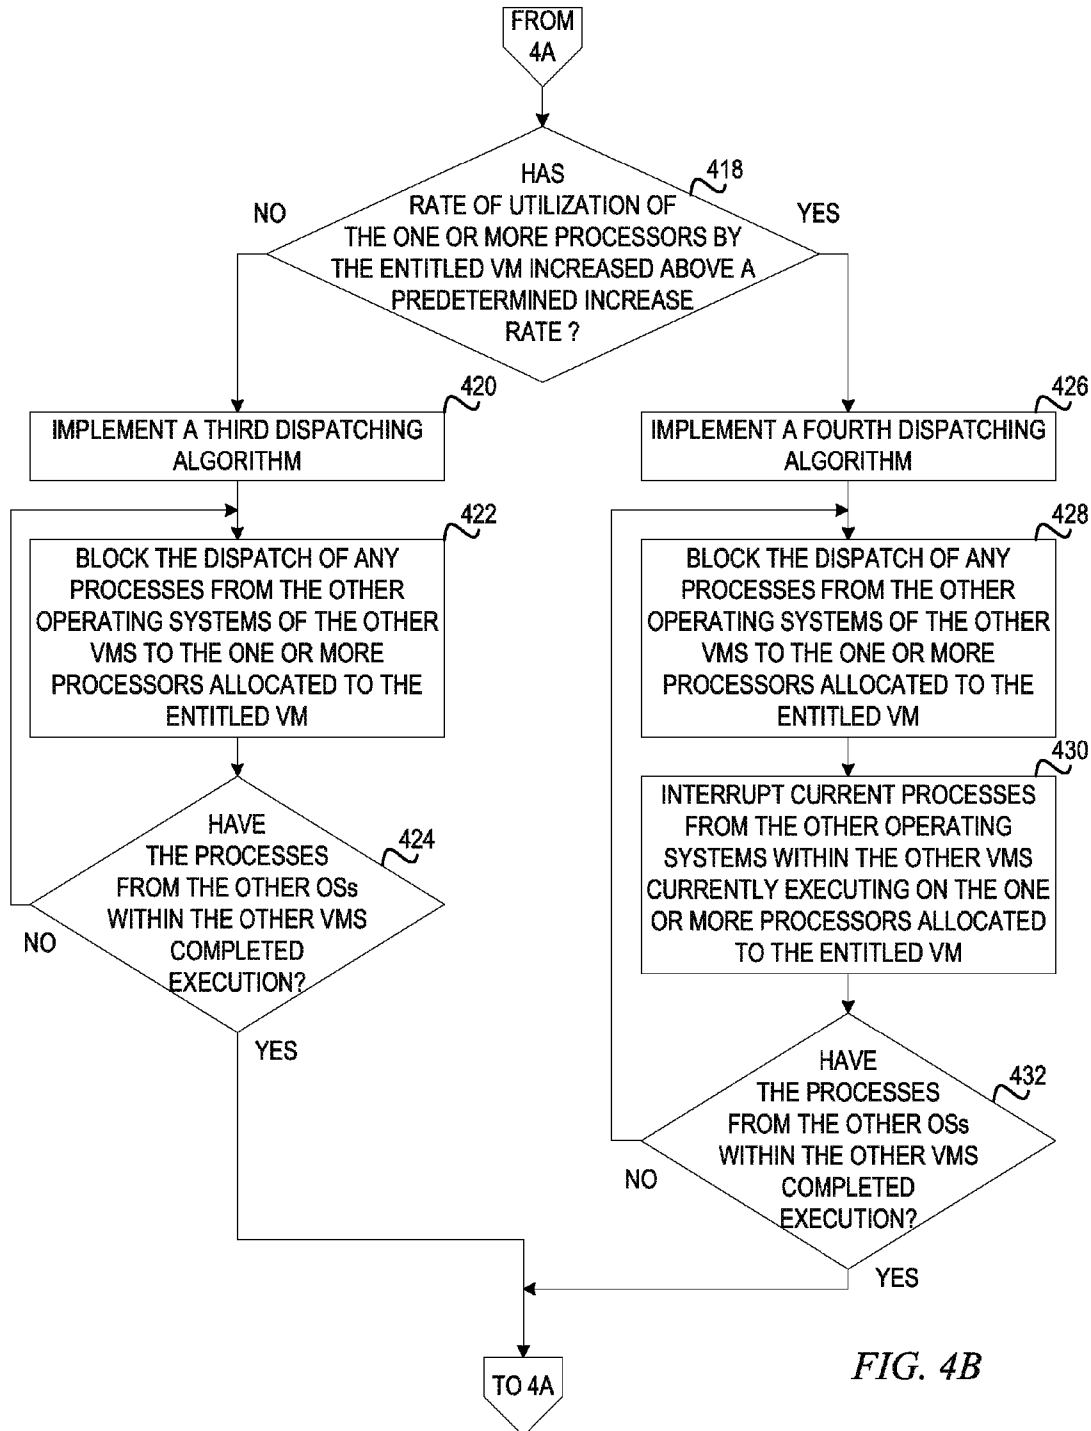 FROM
4A
418
HAS
RATE OF UTILIZATION OF
THE ONE OR MORE PROCESSORS BY
THE ENTITLED VM INCREASED ABOVE A
PREDETERMINED INCREASE
RATE ?
NO
YES
420
IMPLEMENT A THIRD DISPATCHING
ALGORITHM
422
BLOCK THE DISPATCH OF ANY
PROCESSES FROM THE OTHER
OPERATING SYSTEMS OF THE OTHER
VMS TO THE ONE OR MORE
PROCESSORS ALLOCATED TO THE
ENTITLED VM
424
HAVE
THE PROCESSES
FROM THE OTHER OSs
WITHIN THE OTHER VMS
COMPLETED
EXECUTION?
NO
YES
426
IMPLEMENT A FOURTH DISPATCHING
ALGORITHM
428
BLOCK THE DISPATCH OF ANY
PROCESSES FROM THE OTHER
OPERATING SYSTEMS OF THE OTHER
VMS TO THE ONE OR MORE
PROCESSORS ALLOCATED TO THE
ENTITLED VM
430
INTERRUPT CURRENT PROCESSES
FROM THE OTHER OPERATING
SYSTEMS WITHIN THE OTHER VMS
CURRENTLY EXECUTING ON THE ONE
OR MORE PROCESSORS ALLOCATED
TO THE ENTITLED VM
432
HAVE
THE PROCESSES
FROM THE OTHER OSs
WITHIN THE OTHER VMS
COMPLETED
EXECUTION?
NO
YES
TO 4A
FIG. 4B